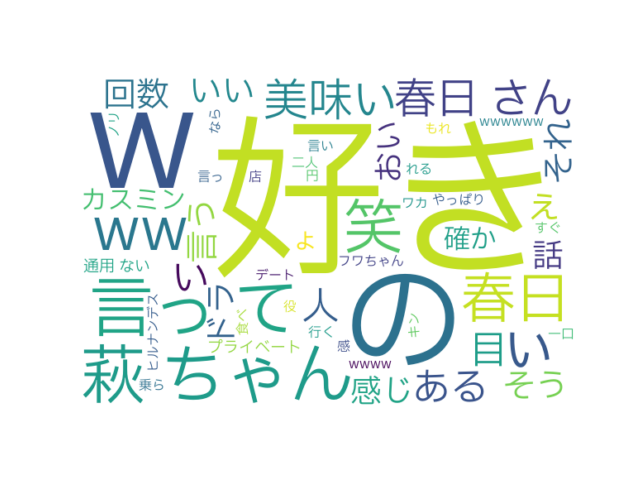 回数 いい 美味い 春日 さん
ノリ なら W 好き の おい もれ wwwwww それ
言い 二人 円 れる
言っ 店
カスミン ワカ やっぱり え
ww 言う 笑 よ 確か すぐ
通用 ない い フワちゃん 話
言って ドラ デート 人 春日
ヒルナンデス 役 食べ 行く キン 目 い 一口
萩 ちゃん プライベート 感
乗ら wwww 感じ ある そう